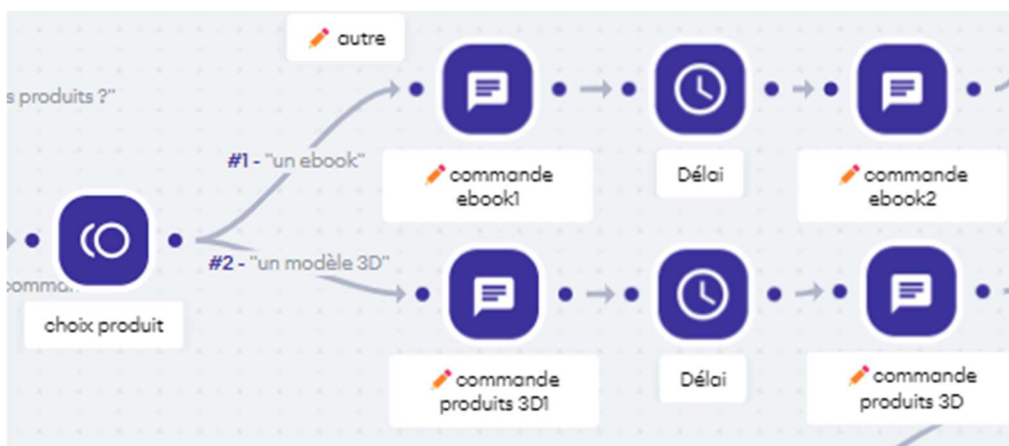 autre
s produits ?"
#1 - "un ebook"
commande
ebook1
Délai
commande
ebook2
#2 - "un modèle 3D"
choix produit
commande
produits 3D1
Délai
commande
produits 3D